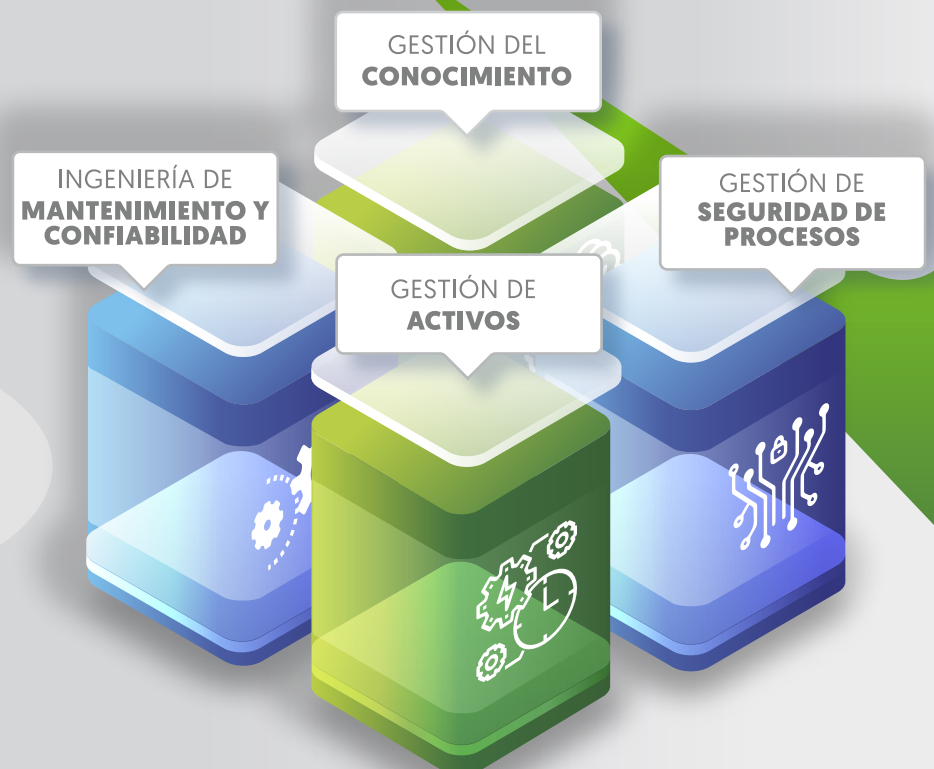 GESTIÓN DEL
CONOCIMIENTO
INGENIERÍA DE
MANTENIMIENTO Y
CONFIABILIDAD
GESTIÓN DE
SEGURIDAD DE
PROCESOS
GESTIÓN DE
ACTIVOS